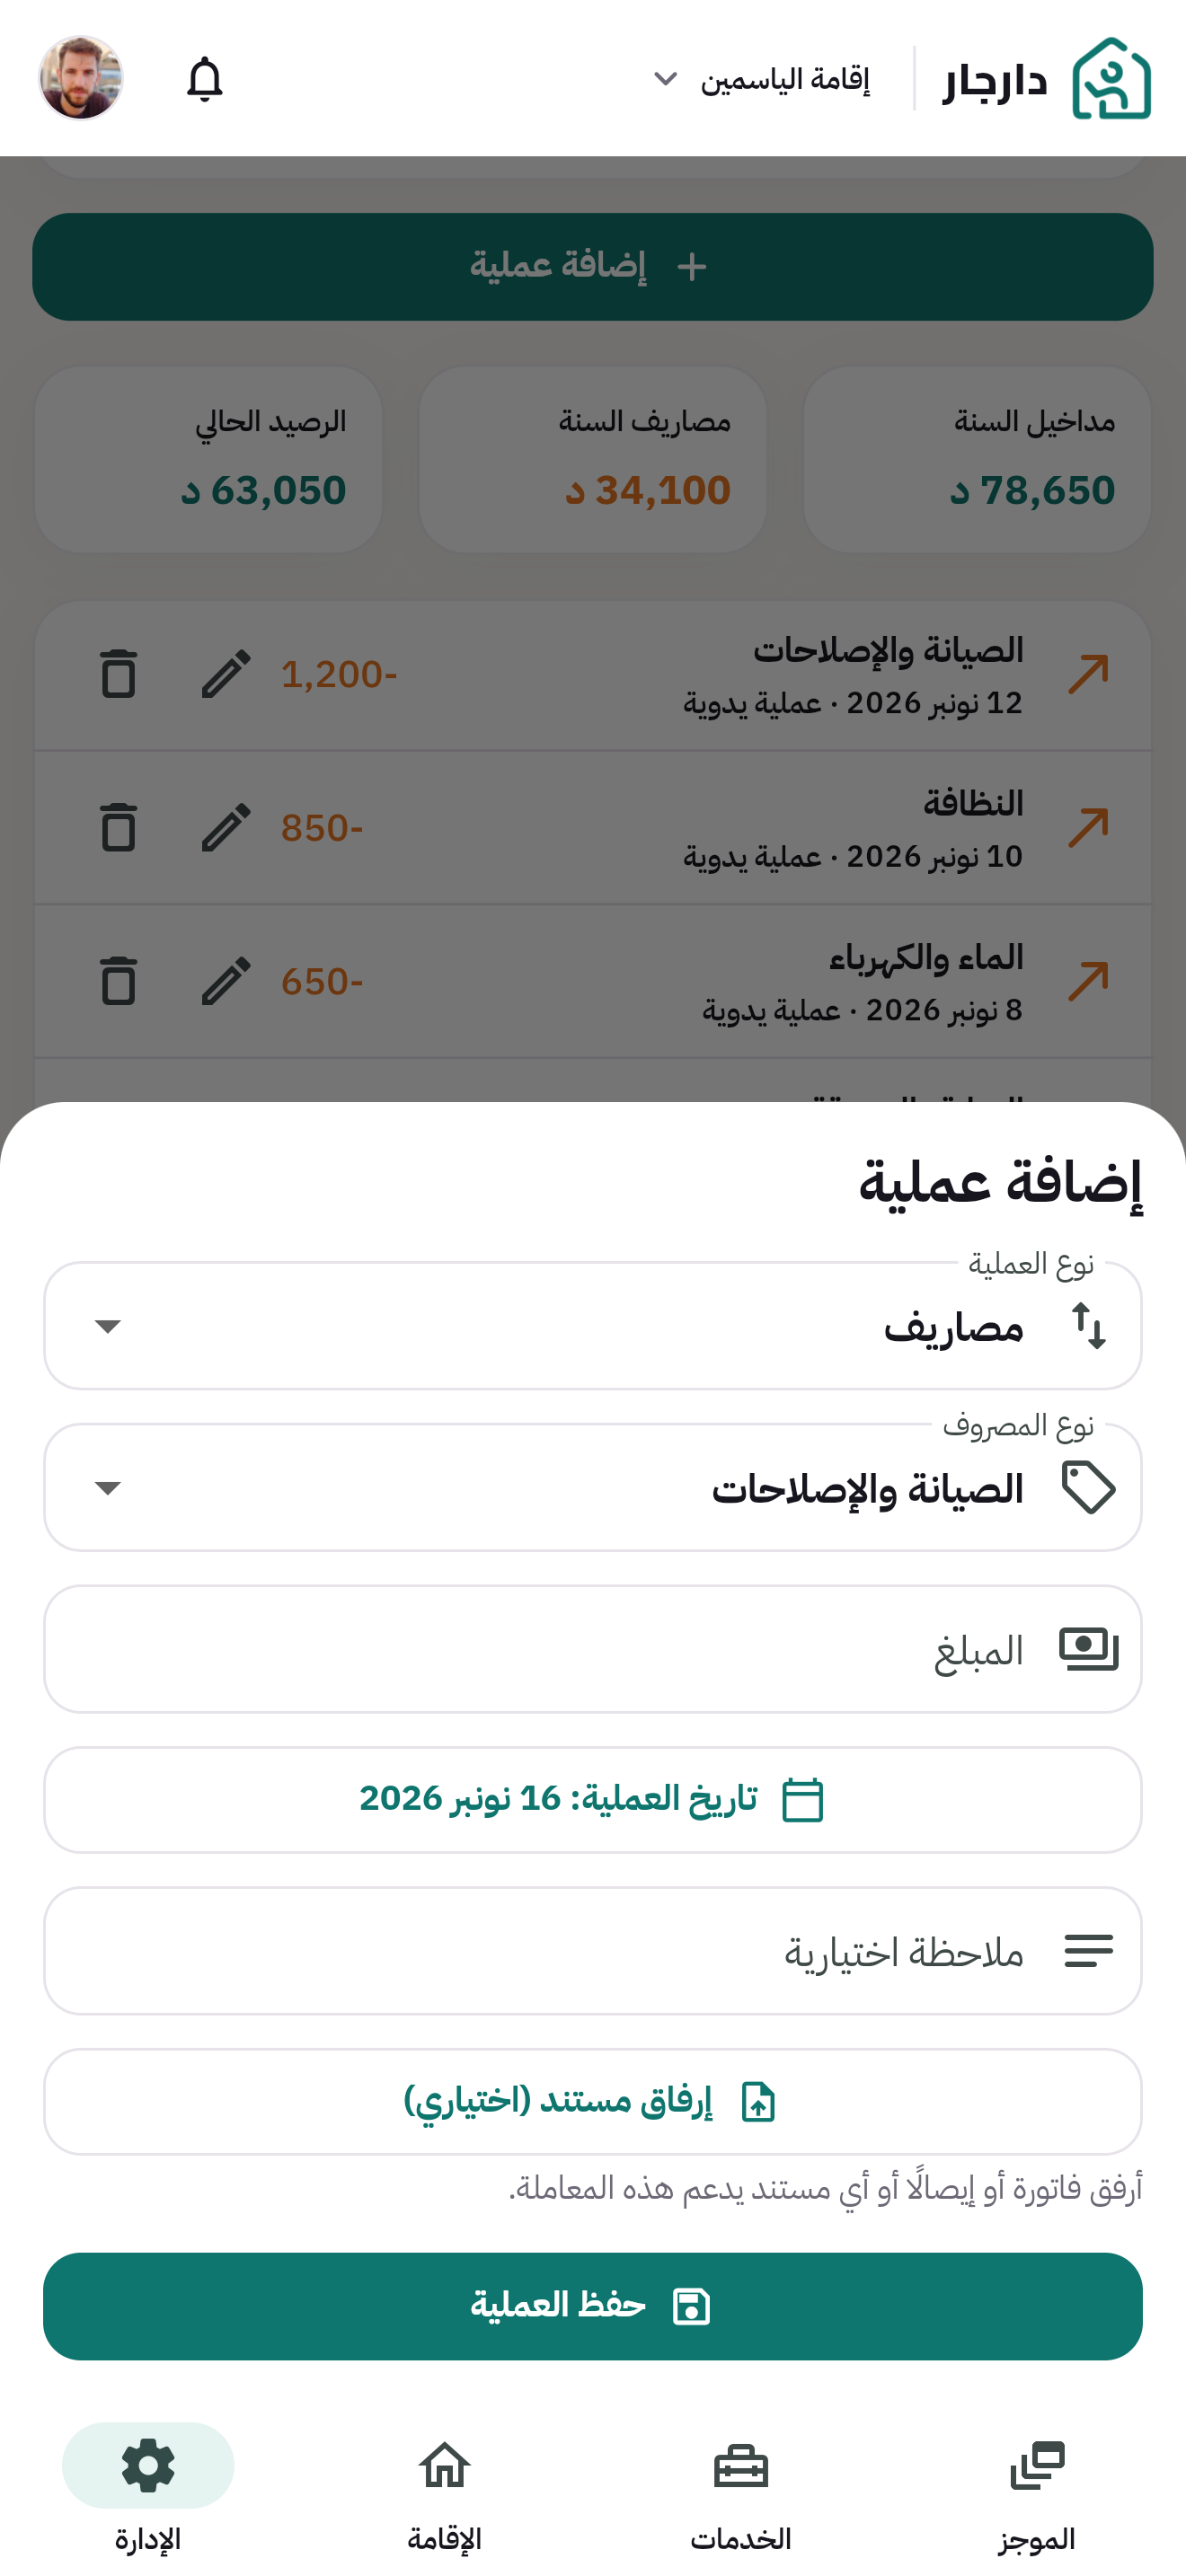 دارجار
إقامة الياسمين
إضافة عملية
مداخيل السنة
78,650 د
مصاريف السنة
34,100 د
الرصيد الحالي
63,050 د
الصيانة والإصلاحات
12 نونبر 2026 · عملية يدوية
-1,200
النظافة
10 نونبر 2026 · عملية يدوية
-850
الماء والكهرباء
8 نونبر 2026 · عملية يدوية
-650
إضافة عملية
نوع العملية
مصاريف
نوع المصروف
الصيانة والإصلاحات
المبلغ
تاريخ العملية: 16 نونبر 2026
ملاحظة اختيارية
إرفاق مستند (اختياري)
أرفق فاتورة أو إيصالًا أو أي مستند يدعم هذه المعاملة.
حفظ العملية
الموجز
الخدمات
الإقامة
الإدارة